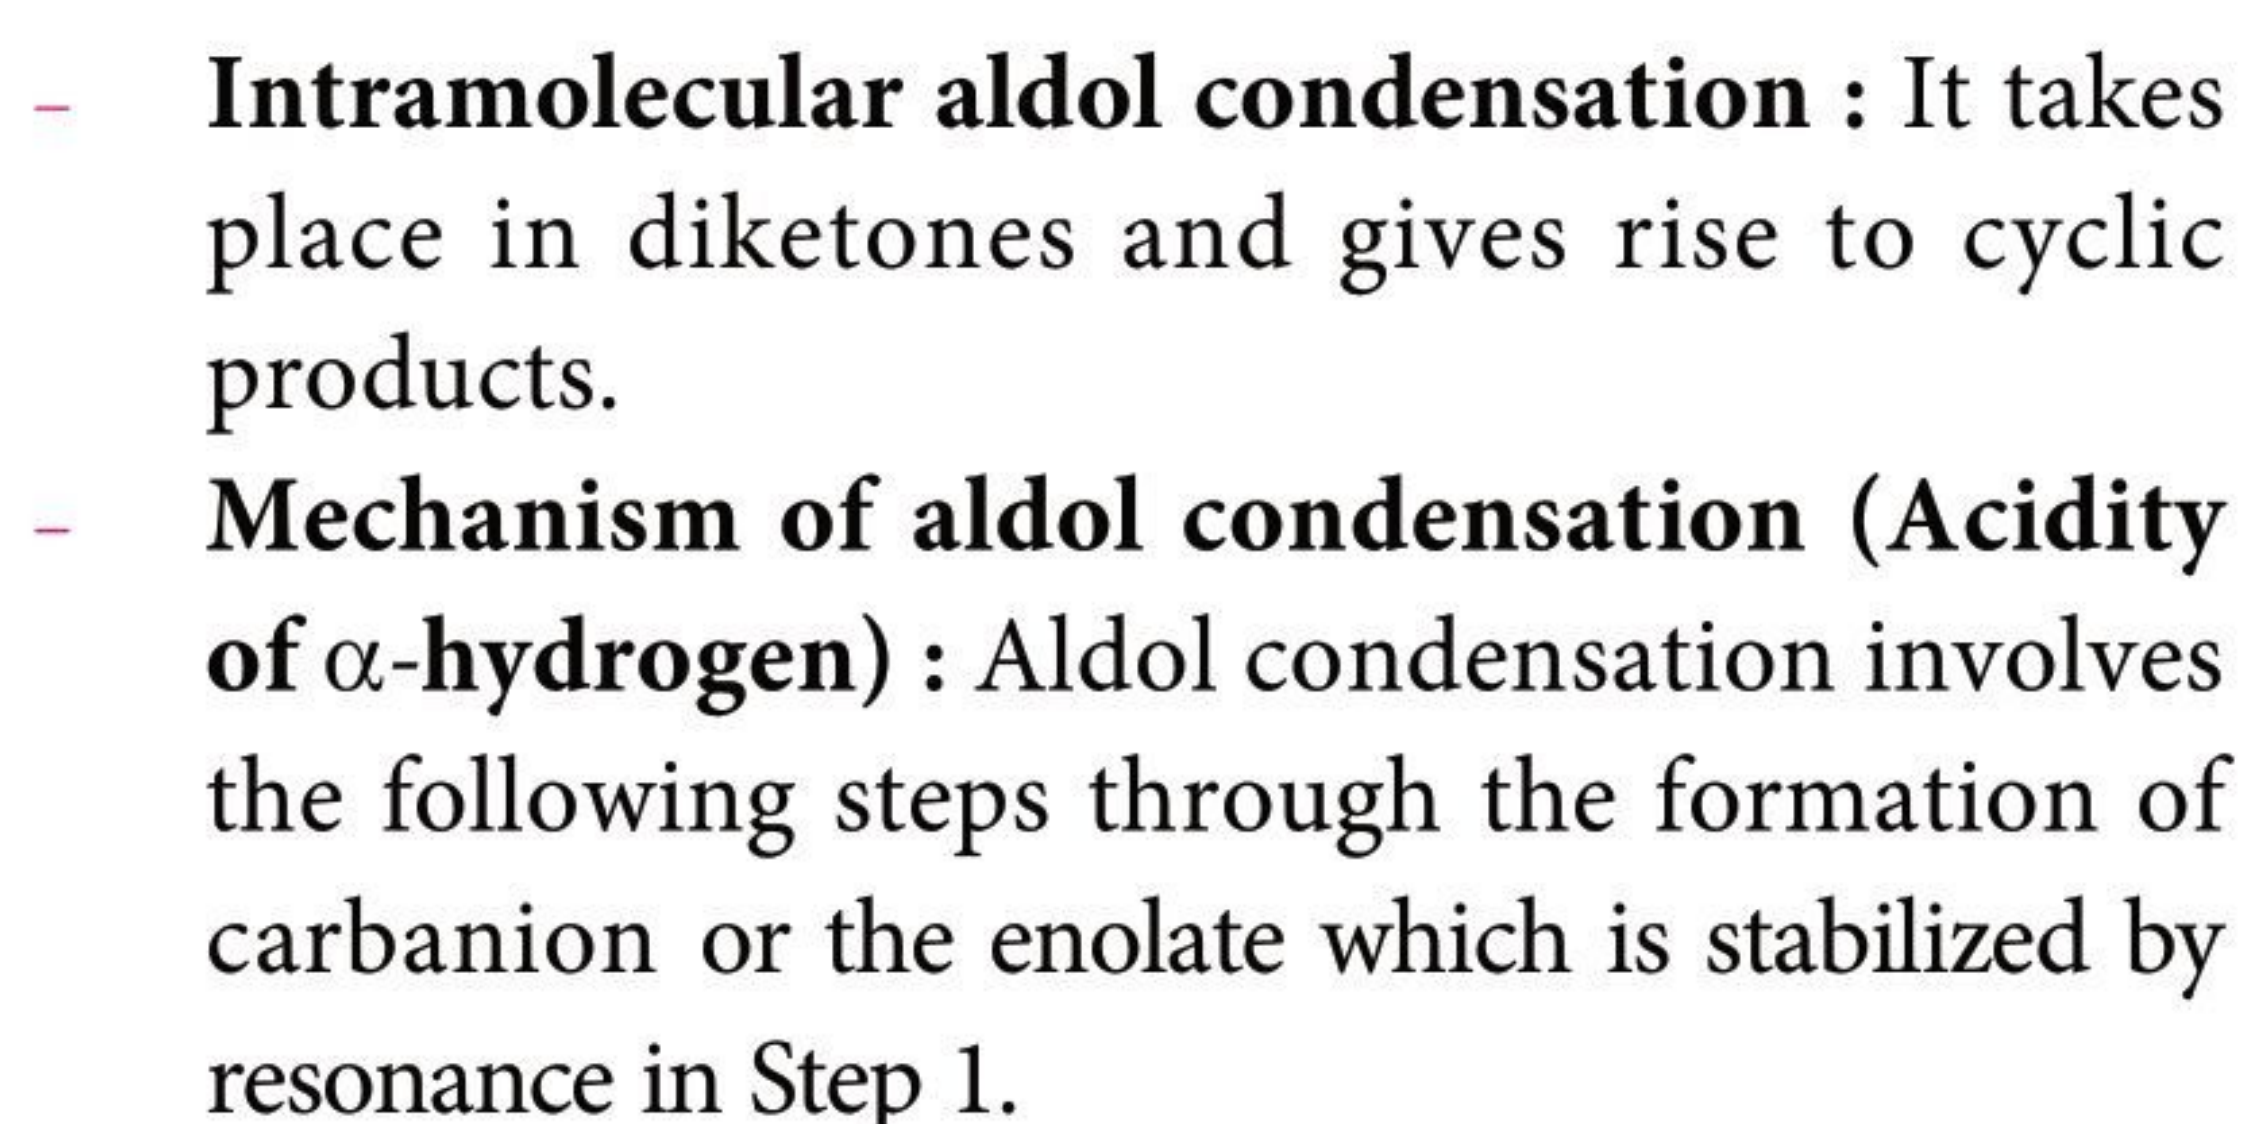 – Intramolecular aldol condensation : It takes
place in diketones and gives rise to cyclic
products.
– Mechanism of aldol condensation (Acidity
of α-hydrogen) : Aldol condensation involves
the following steps through the formation of
carbanion or the enolate which is stabilized by
resonance in Step 1.